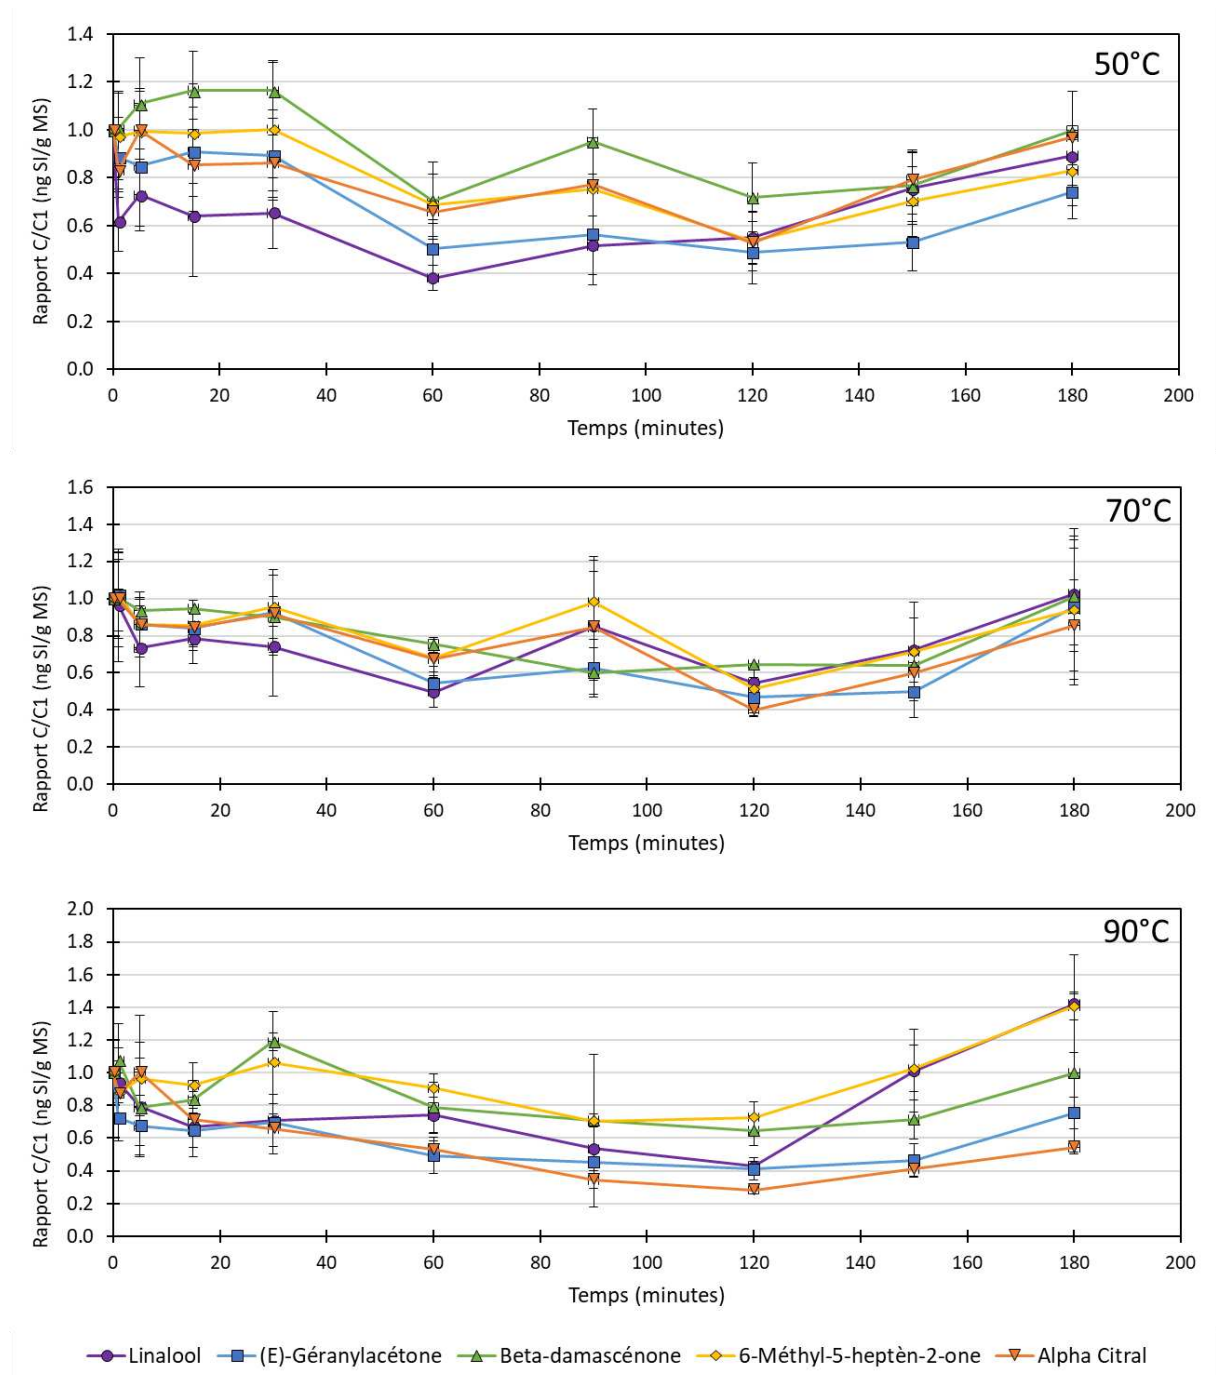 50°C
Rapport C/C1 (ng SI/g MS)
1.4
1.2
1.0
0.8
0.6
0.4
0.2
0.0
0 20 40 60 80 100 120 140 160 180 200
Temps (minutes)
70°C
Rapport C/C1 (ng SI/g MS)
1.6
1.4
1.2
1.0
0.8
0.6
0.4
0.2
0.0
0 20 40 60 80 100 120 140 160 180 200
Temps (minutes)
90°C
Rapport C/C1 (ng SI/g MS)
2.0
1.8
1.6
1.4
1.2
1.0
0.8
0.6
0.4
0.2
0.0
0 20 40 60 80 100 120 140 160 180 200
Temps (minutes)
Linalool (E)-Géranylacétone Beta-damascénone 6-Méthyl-5-heptèn-2-one Alpha Citral